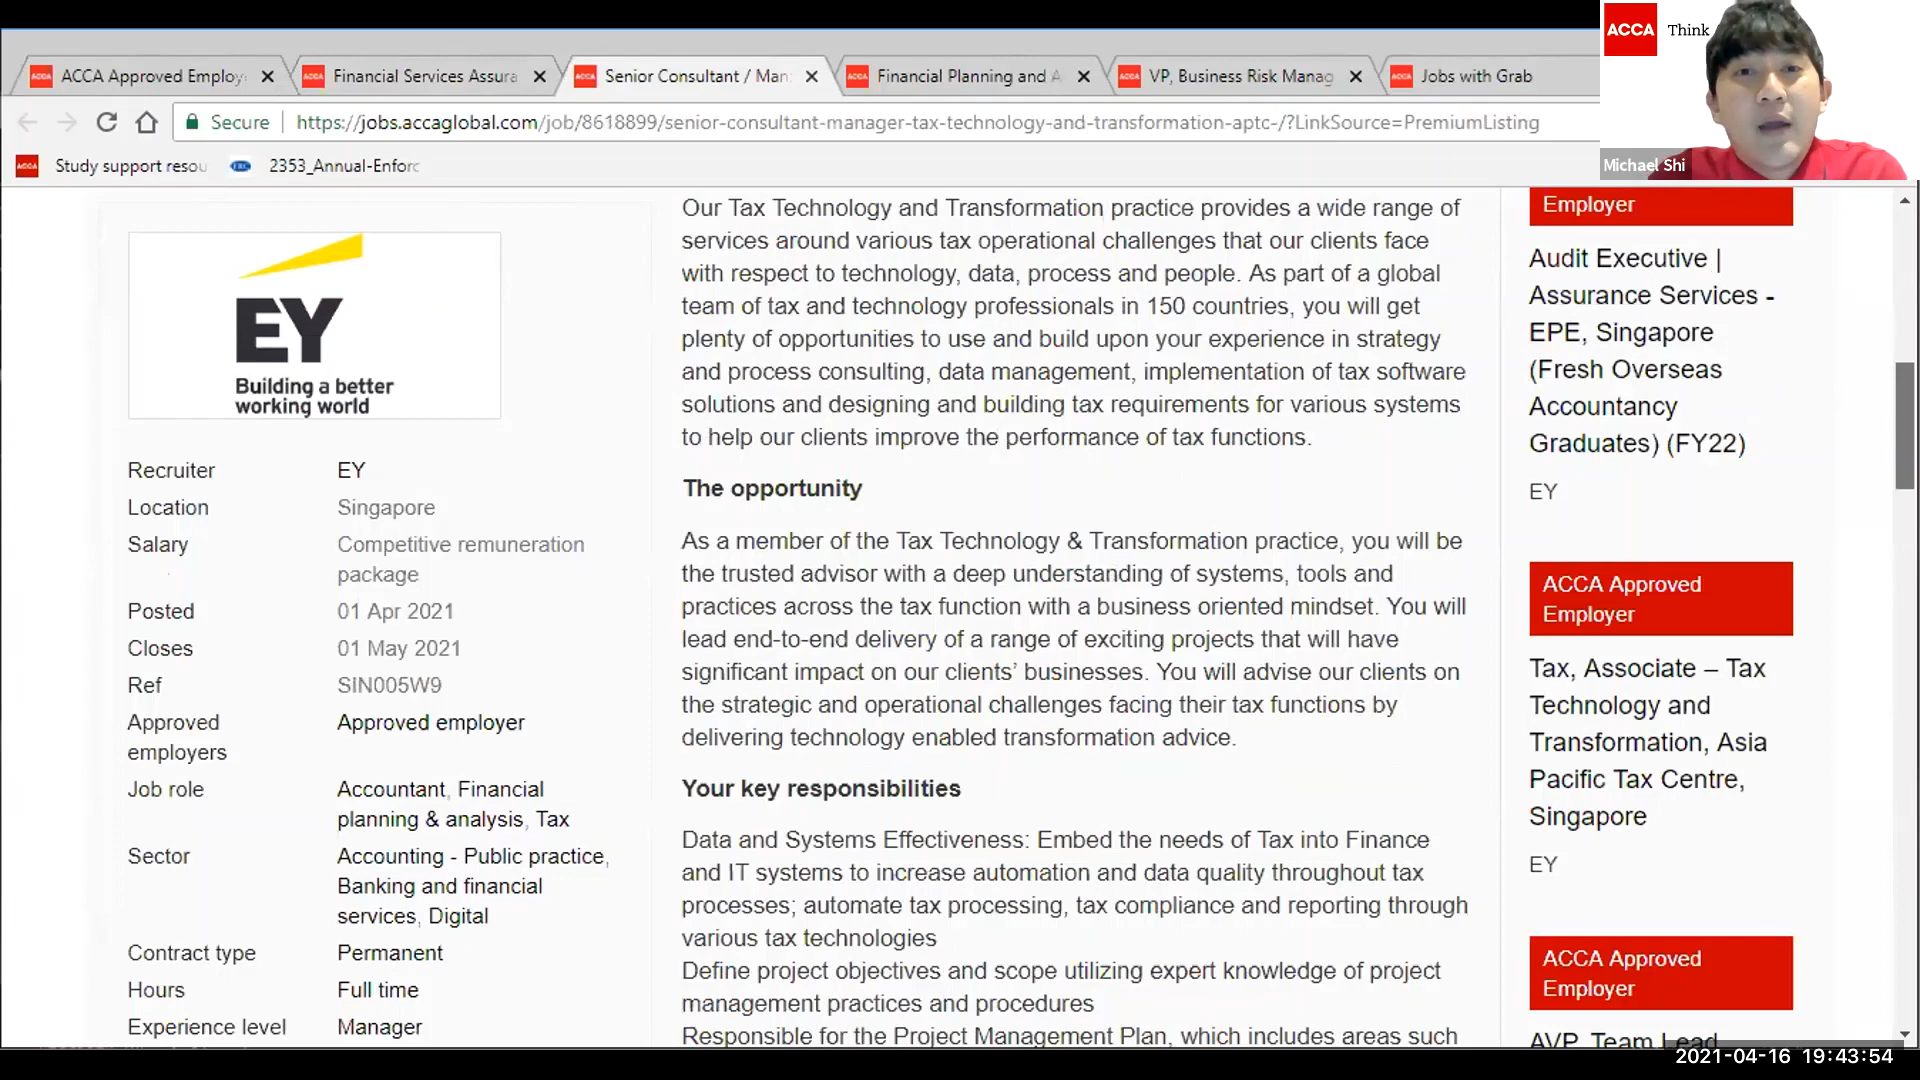 ACCA Think
Michael Shi
ACCA Approved Employ
Financial Services Assura
Senior Consultant / Man
Financial Planning and A
VP, Business Risk Manag
Jobs with Grab
Secure https://jobs.accaglobal.com/job/8618899/senior-consultant-manager-tax-technology-and-transformation-aptc-/?LinkSource=PremiumListing
Study support resou
2353_Annual-Enforc
EY
Building a better
working world
Recruiter EY
Location Singapore
Salary Competitive remuneration
package
Posted 01 Apr 2021
Closes 01 May 2021
Ref SIN005W9
Approved Approved employer
employers
Job role Accountant, Financial
planning & analysis, Tax
Sector Accounting - Public practice,
Banking and financial
services, Digital
Contract type Permanent
Hours Full time
Experience level Manager
Our Tax Technology and Transformation practice provides a wide range of
services around various tax operational challenges that our clients face
with respect to technology, data, process and people. As part of a global
team of tax and technology professionals in 150 countries, you will get
plenty of opportunities to use and build upon your experience in strategy
and process consulting, data management, implementation of tax software
solutions and designing and building tax requirements for various systems
to help our clients improve the performance of tax functions.
The opportunity
As a member of the Tax Technology & Transformation practice, you will be
the trusted advisor with a deep understanding of systems, tools and
practices across the tax function with a business oriented mindset. You will
lead end-to-end delivery of a range of exciting projects that will have
significant impact on our clients’ businesses. You will advise our clients on
the strategic and operational challenges facing their tax functions by
delivering technology enabled transformation advice.
Your key responsibilities
Data and Systems Effectiveness: Embed the needs of Tax into Finance
and IT systems to increase automation and data quality throughout tax
processes; automate tax processing, tax compliance and reporting through
various tax technologies
Define project objectives and scope utilizing expert knowledge of project
management practices and procedures
Responsible for the Project Management Plan, which includes areas such
Employer
Audit Executive |
Assurance Services -
EPE, Singapore
(Fresh Overseas
Accountancy
Graduates) (FY22)
EY
ACCA Approved
Employer
Tax, Associate – Tax
Technology and
Transformation, Asia
Pacific Tax Centre,
Singapore
EY
ACCA Approved
Employer
AVP, Team Lead
2021-04-16 19:43:54